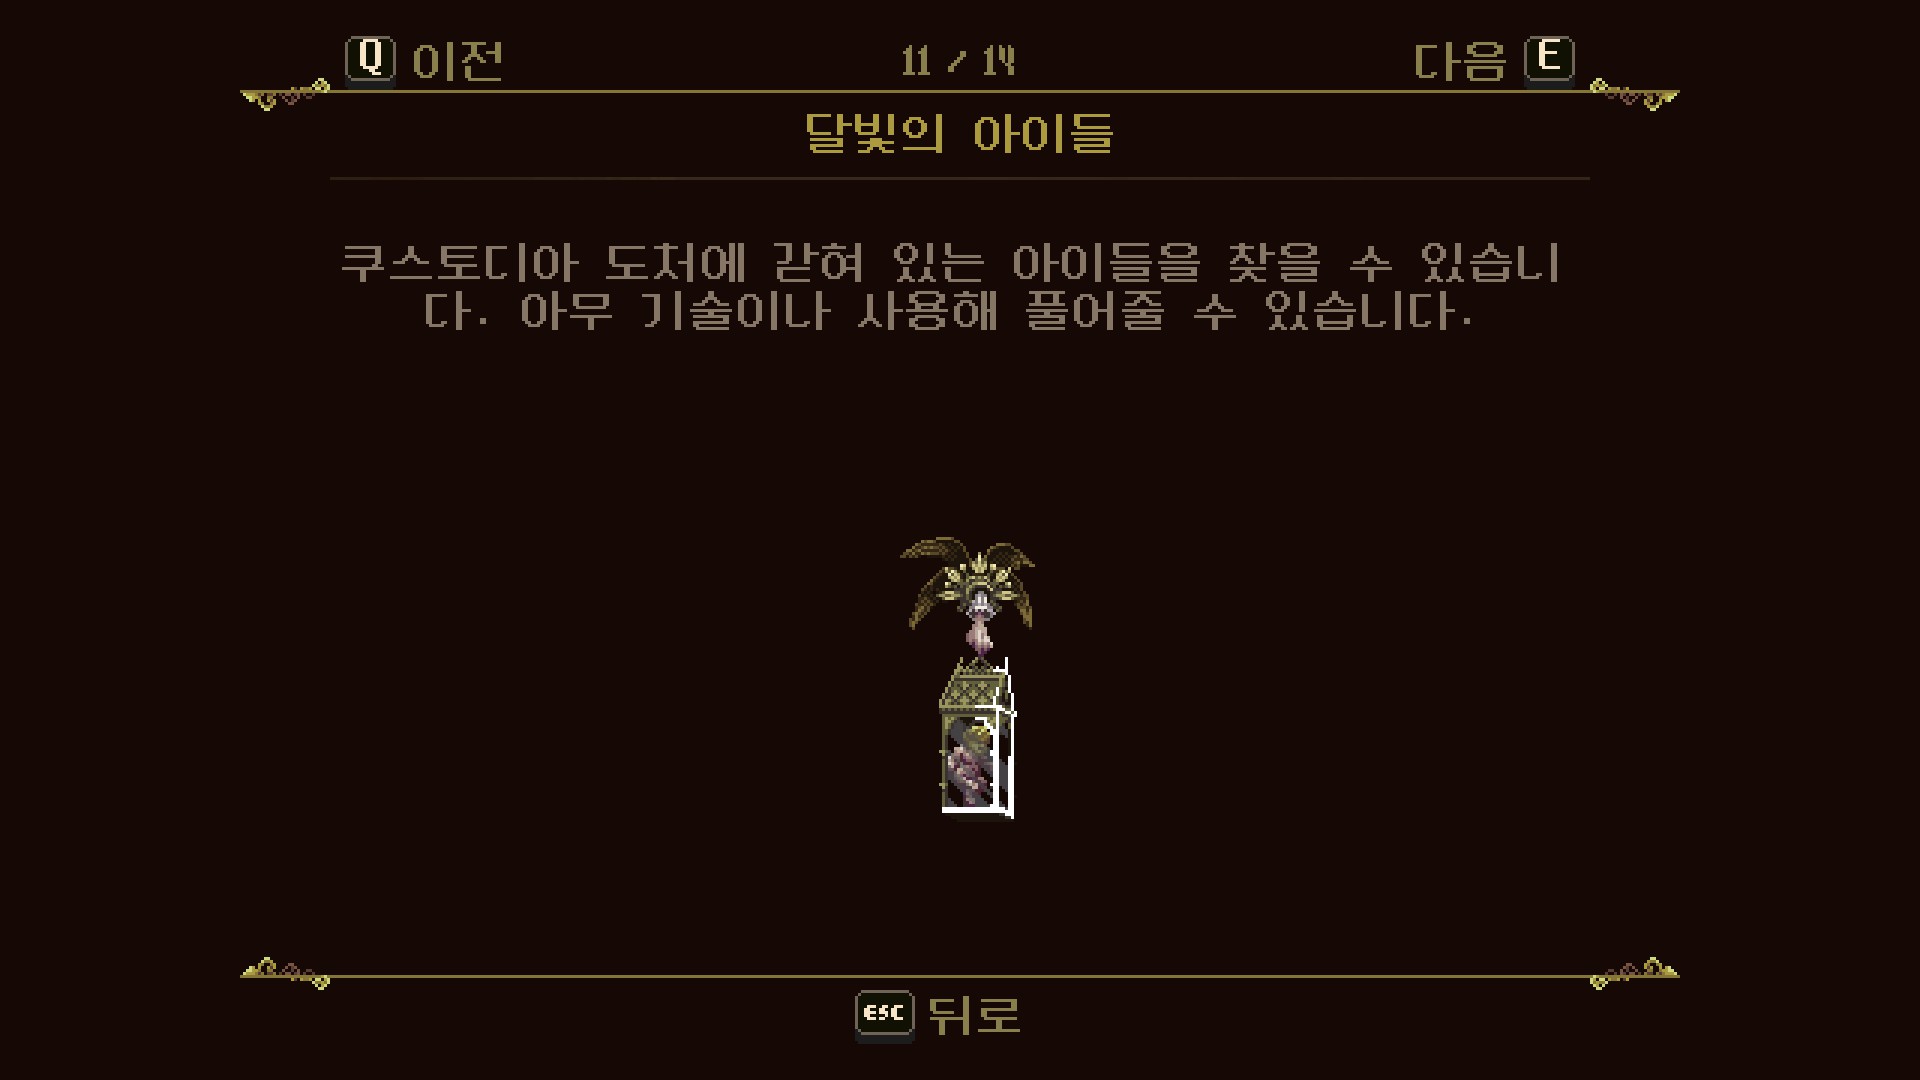 Q 이전
11 / 14
다음 E
달빛의 아이들
쿠스토디아 도처에 갇혀 있는 아이들을 찾을 수 있습니
다. 아무 기술이나 사용해 풀어줄 수 있습니다.
ESC 뒤로